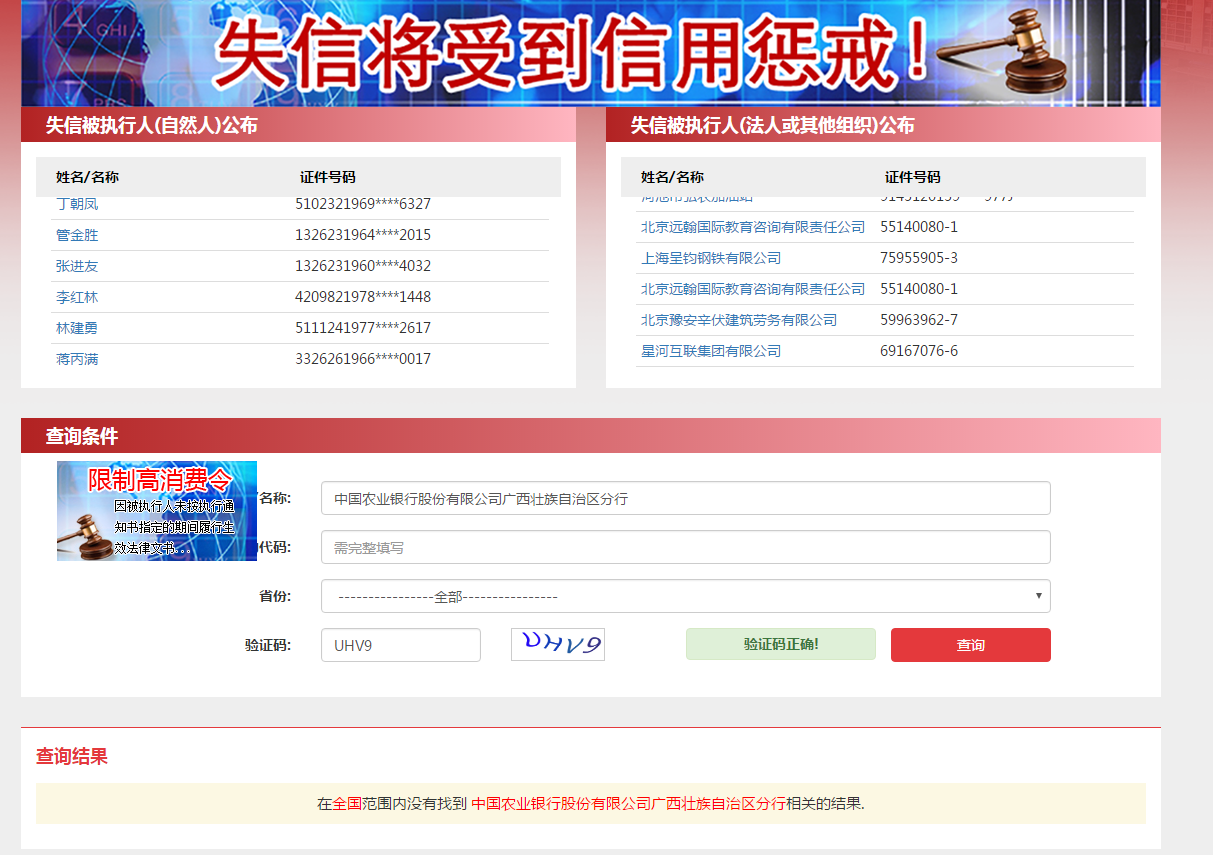 失信将受到信用惩戒!
失信被执行人(自然人)公布
姓名/名称 证件号码
丁朝凤 5102321969****6327
管金胜 1326231964****2015
张进友 1326231960****4032
李红林 4209821978****1448
林建勇 5111241977****2617
蒋丙满 3326261966****0017
失信被执行人(法人或其他组织)公布
姓名/名称 证件号码
北京远翰国际教育咨询有限责任公司 55140080-1
上海呈钧钢铁有限公司 75955905-3
北京远翰国际教育咨询有限责任公司 55140080-1
北京豫安辛伏建筑劳务有限公司 59963962-7
星河互联集团有限公司 69167076-6
查询条件
限制高消费令
因被执行人未按执行通
知书指定的期间履行生
效法律文书...
名称: 中国农业银行股份有限公司广西壮族自治区分行
代码: 需完整填写
省份: ----------------全部----------------
验证码: UHV9 UHV9 验证码正确! 查询
查询结果
在全国范围内没有找到 中国农业银行股份有限公司广西壮族自治区分行相关的结果.